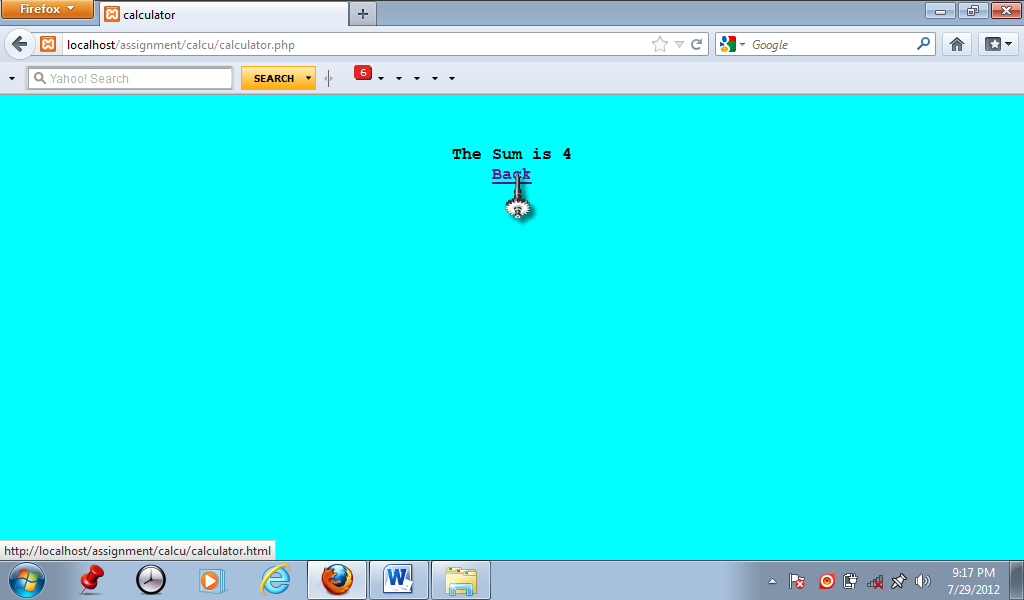 Firefox
calculator
localhost/assignment/calcu/calculator.php
Google
Yahoo! Search
SEARCH
6
The Sum is 4
Back
http://localhost/assignment/calcu/calculator.html
9:17 PM
7/29/2012